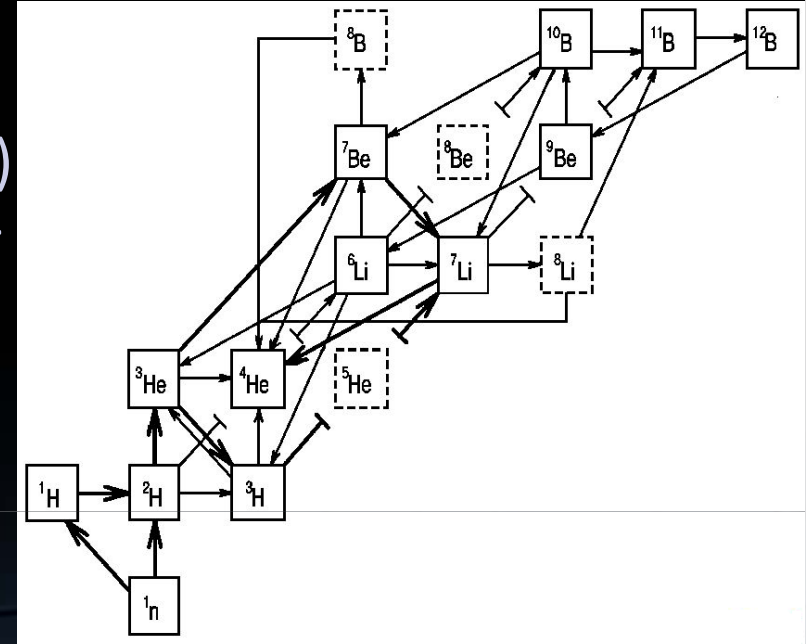 ⁸B ¹⁰B ¹¹B ¹²B
)
⁷Be ⁸Be ⁹Be
⁶Li ⁷Li ⁸Li
³He ⁴He ⁵He
¹H ²H ³H
¹n